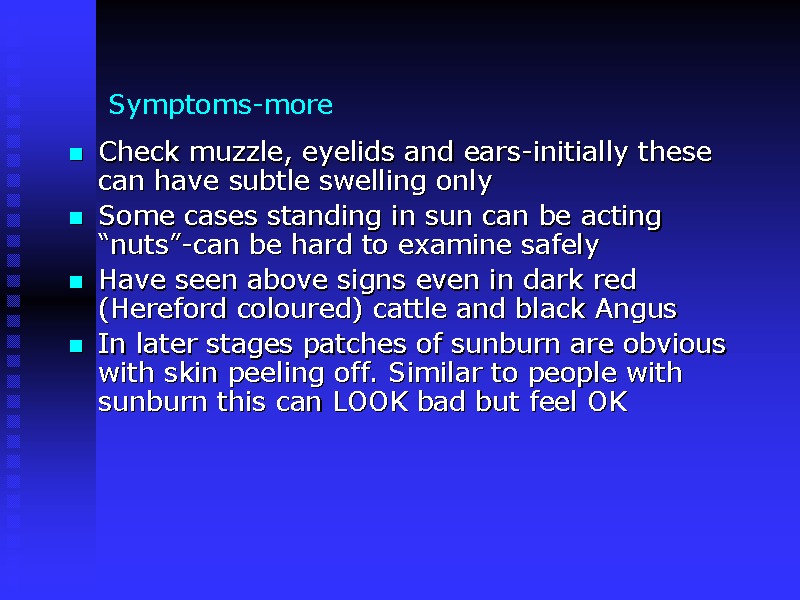 Symptoms-more
Check muzzle, eyelids and ears-initially these
can have subtle swelling only
Some cases standing in sun can be acting
“nuts”-can be hard to examine safely
Have seen above signs even in dark red
(Hereford coloured) cattle and black Angus
In later stages patches of sunburn are obvious
with skin peeling off. Similar to people with
sunburn this can LOOK bad but feel OK